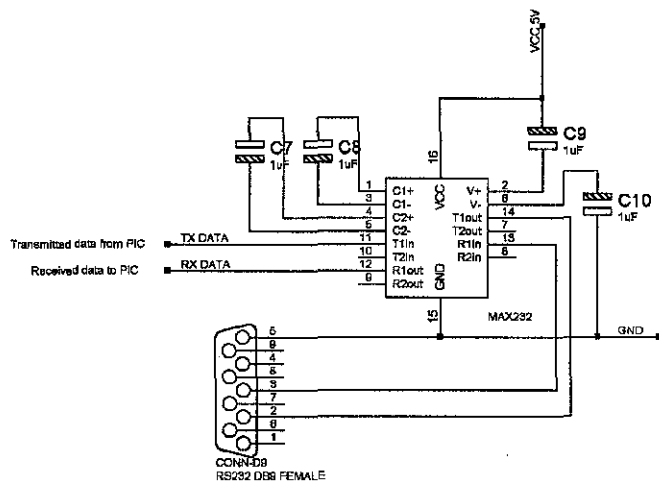 VCC 5V
C7
1uF
C8
1uF
C9
1uF
C10
1uF
16
VCC
1 C1+
3 C1-
4 C2+
5 C2-
11 T1in
10 T2in
12 R1out
9 R2out
V+ 2
V- 6
T1out 14
T2out 7
R1in 13
R2in 8
GND
15
MAX232
Transmitted data from PIC
TX DATA
Received data to PIC
RX DATA
GND
5
9
4
8
3
7
2
6
1
CONN-D9
RS232 DB9 FEMALE